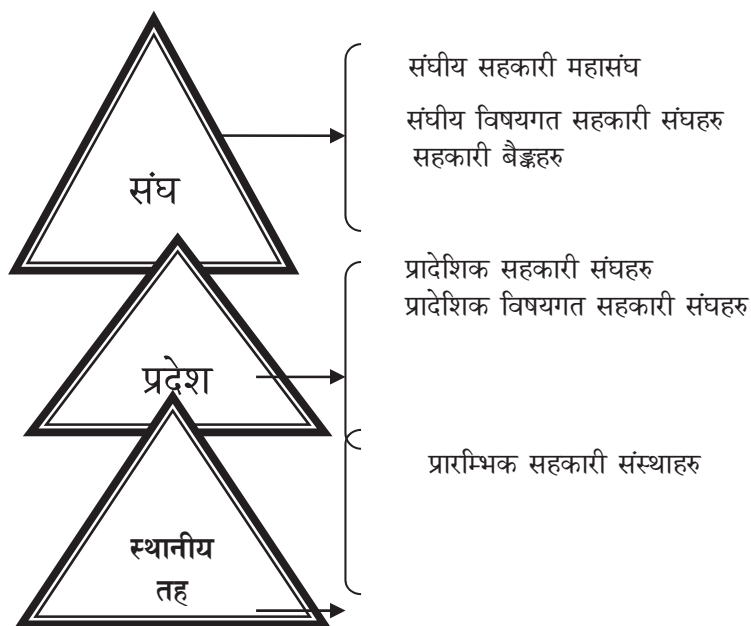 संघीय सहकारी महासंघ
संघीय विषयगत सहकारी संघहरु
सहकारी बैङ्कहरु
संघ
प्रादेशिक सहकारी संघहरु
प्रादेशिक विषयगत सहकारी संघहरु
प्रदेश
प्रारम्भिक सहकारी संस्थाहरु
स्थानीय
तह